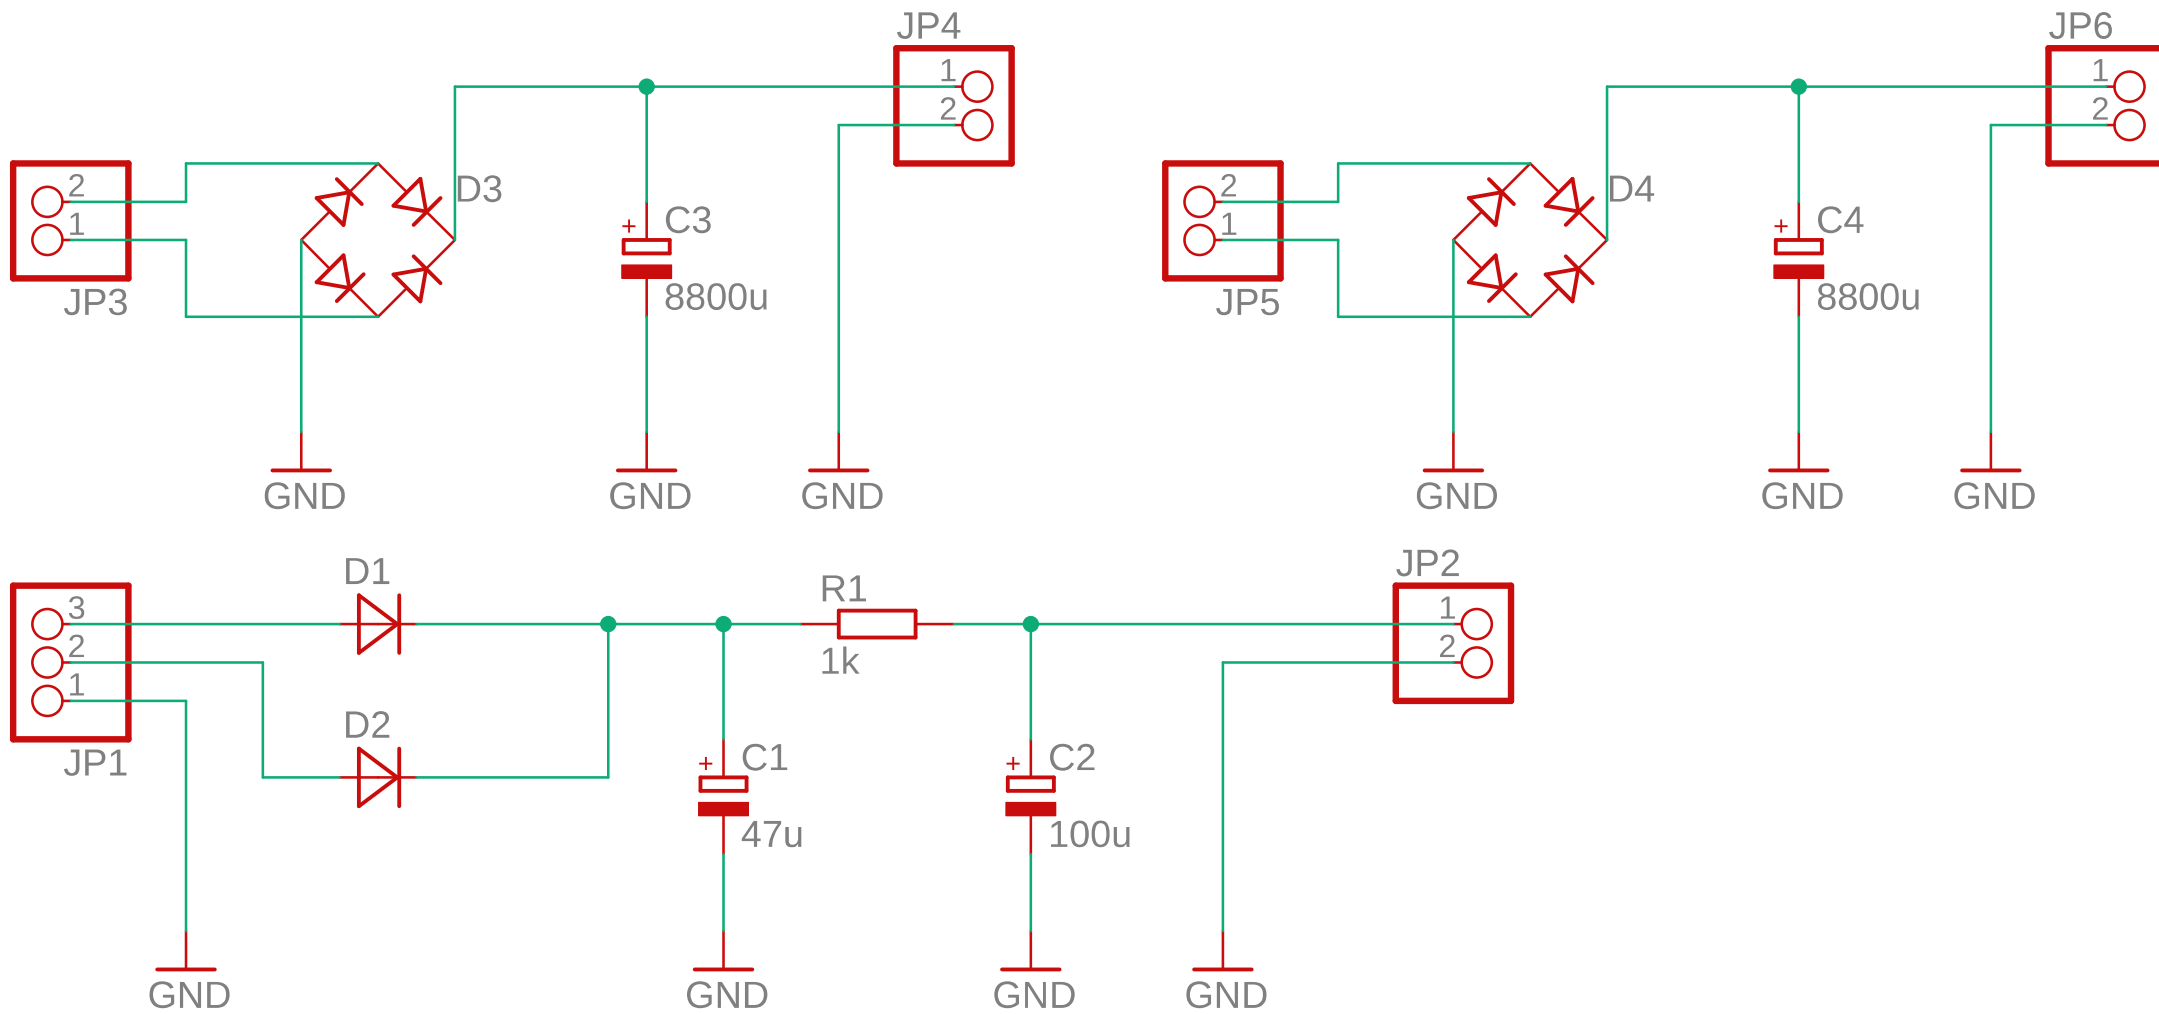 JP4
1
2
2
1
JP3
D3
+
C3
8800u
GND
GND
GND
JP6
1
2
2
1
JP5
D4
+
C4
8800u
GND
GND
GND
JP1
3
2
1
D1
D2
R1
1k
+
C1
47u
+
C2
100u
JP2
1
2
GND
GND
GND
GND